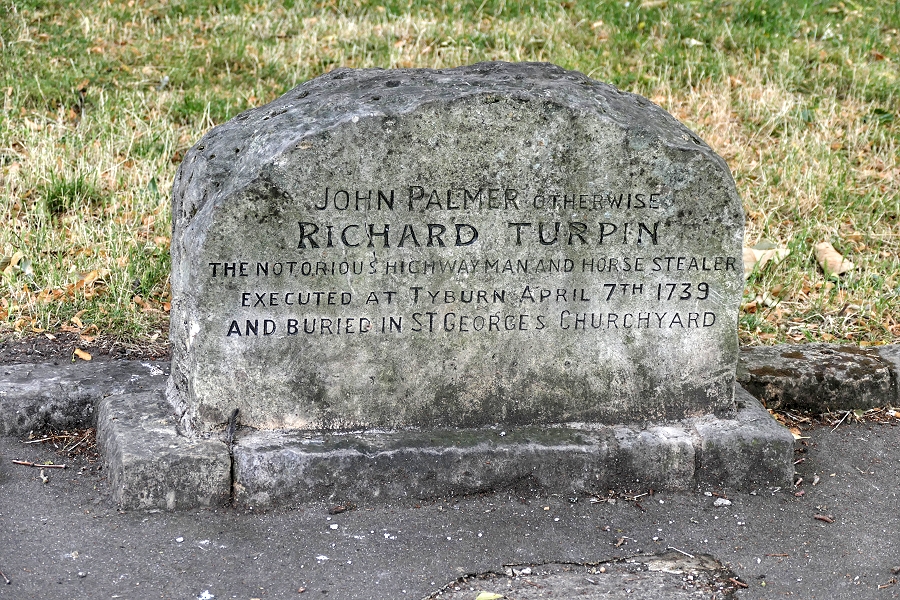 JOHN PALMER OTHERWISE
RICHARD TURPIN
THE NOTORIOUS HIGHWAYMAN AND HORSE STEALER
EXECUTED AT TYBURN APRIL 7TH 1739
AND BURIED IN ST GEORGES CHURCHYARD